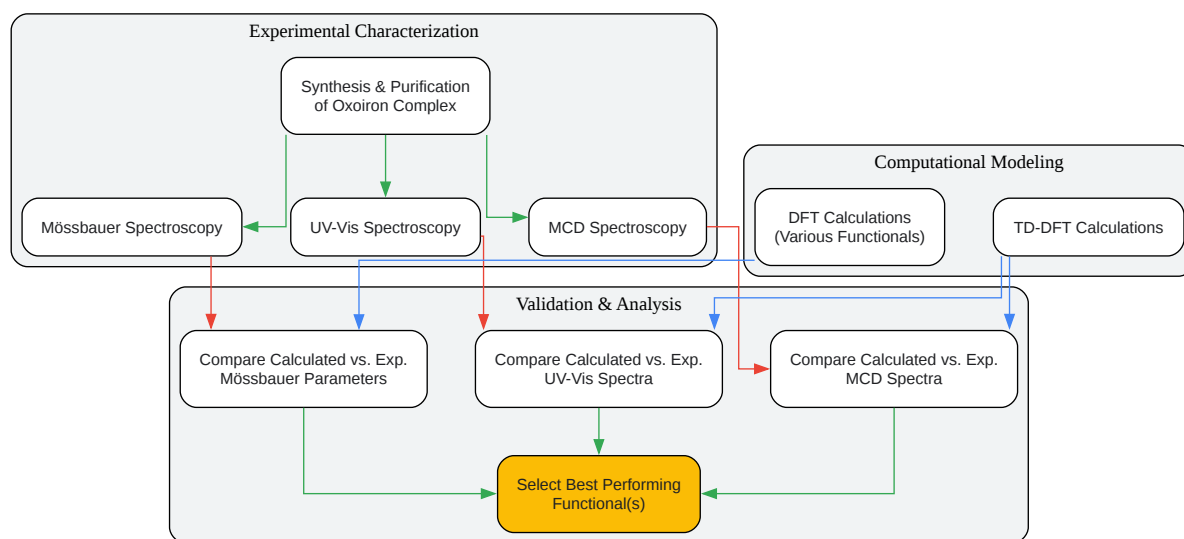 Experimental Characterization
Synthesis & Purification
of Oxoiron Complex
Computational Modeling
Mössbauer Spectroscopy
UV-Vis Spectroscopy
MCD Spectroscopy
DFT Calculations
(Various Functionals)
TD-DFT Calculations
Validation & Analysis
Compare Calculated vs. Exp.
Mössbauer Parameters
Compare Calculated vs. Exp.
UV-Vis Spectra
Compare Calculated vs. Exp.
MCD Spectra
Select Best Performing
Functional(s)